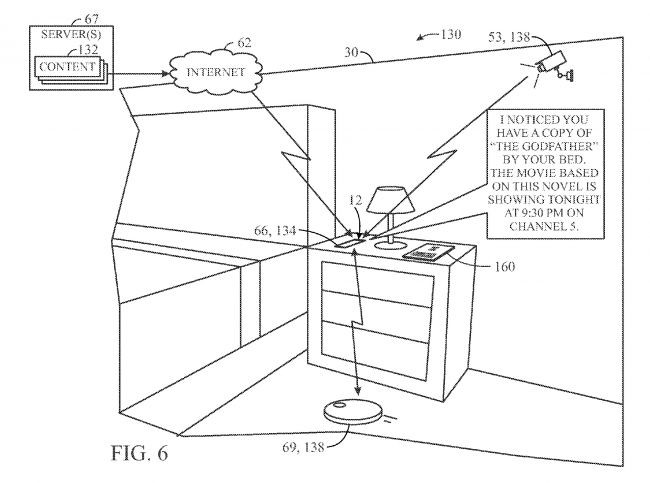 67
SERVER(S)
132
CONTENT
62
INTERNET
30
130
53, 138
I NOTICED YOU
HAVE A COPY OF
"THE GODFATHER"
BY YOUR BED.
THE MOVIE BASED
ON THIS NOVEL IS
SHOWING TONIGHT
AT 9:30 PM ON
CHANNEL 5.
12
66, 134
160
69, 138
FIG. 6